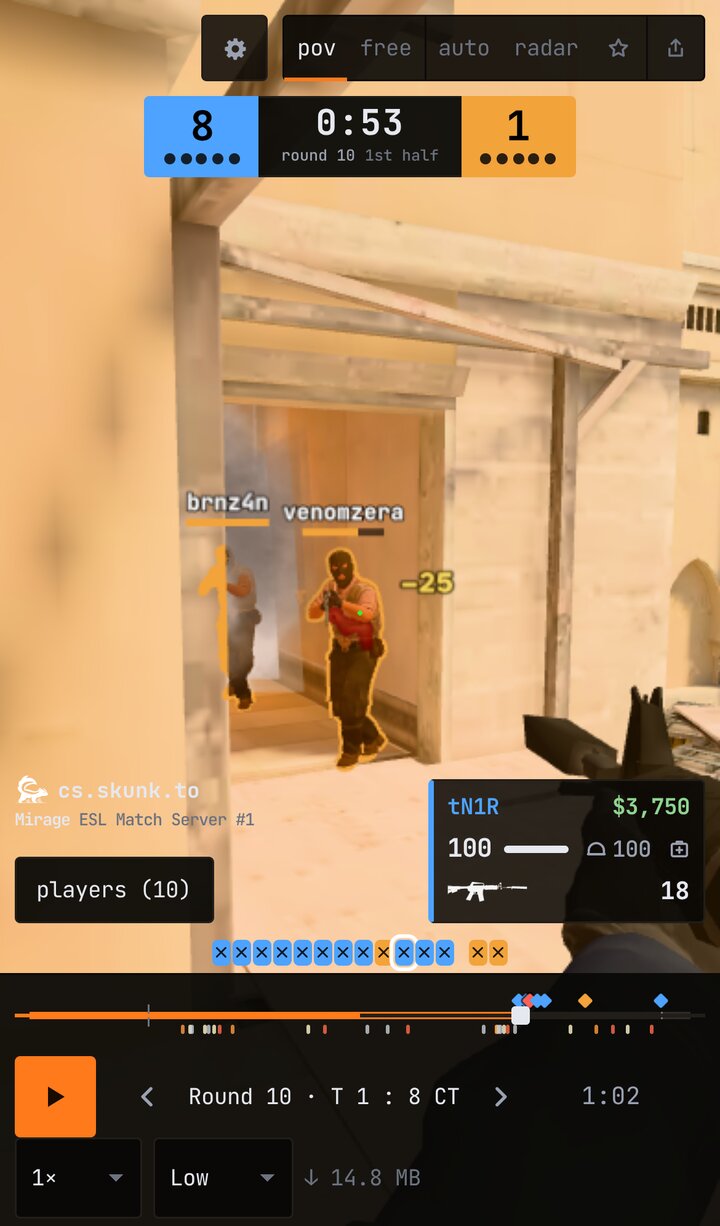 pov free auto radar
8 0:53 1
round 10 1st half
brnz4n venomzera
-25
cs.skunk.to
Mirage ESL Match Server #1
tN1R $3,750
100 100
18
players (10)
Round 10 · T 1 : 8 CT 1:02
1× Low ↓ 14.8 MB